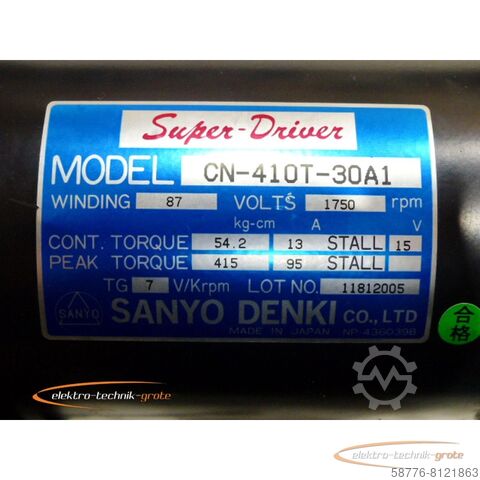 Super-Driver
MODEL CN-410T-30A1
WINDING 87 VOLTS 1750 rpm
kg-cm A V
CONT. TORQUE 54.2 13 STALL 15
PEAK TORQUE 415 95 STALL
TG 7 V/Krpm LOT NO. 11812005
SANYO SANYO DENKI CO., LTD
MADE IN JAPAN NP-4360398
合格
elektro-technik-grote
elektro-technik-grote
58776-8121863